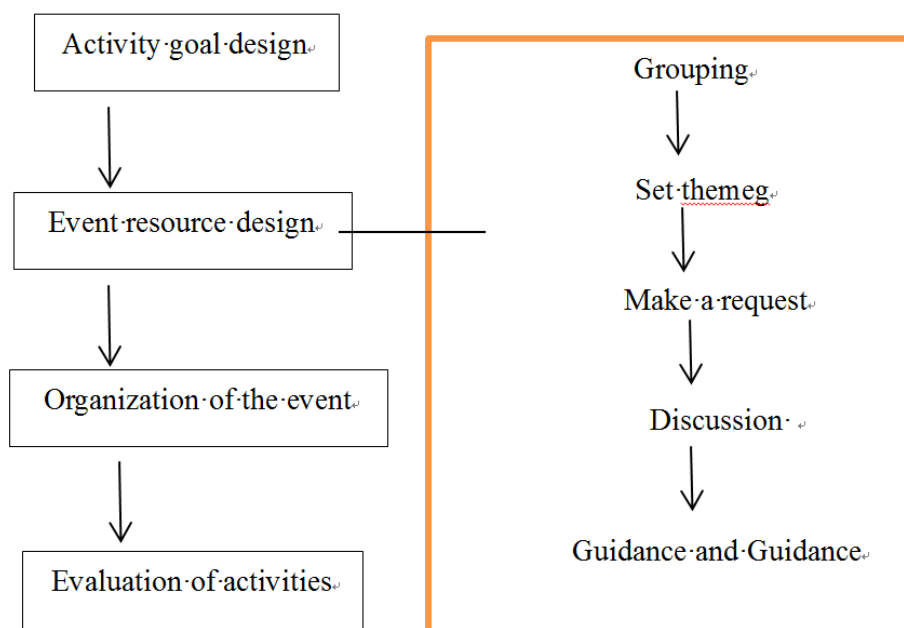 Activity goal design
Event resource design
Organization of the event
Evaluation of activities
Grouping
Set themeg
Make a request
Discussion
Guidance and Guidance